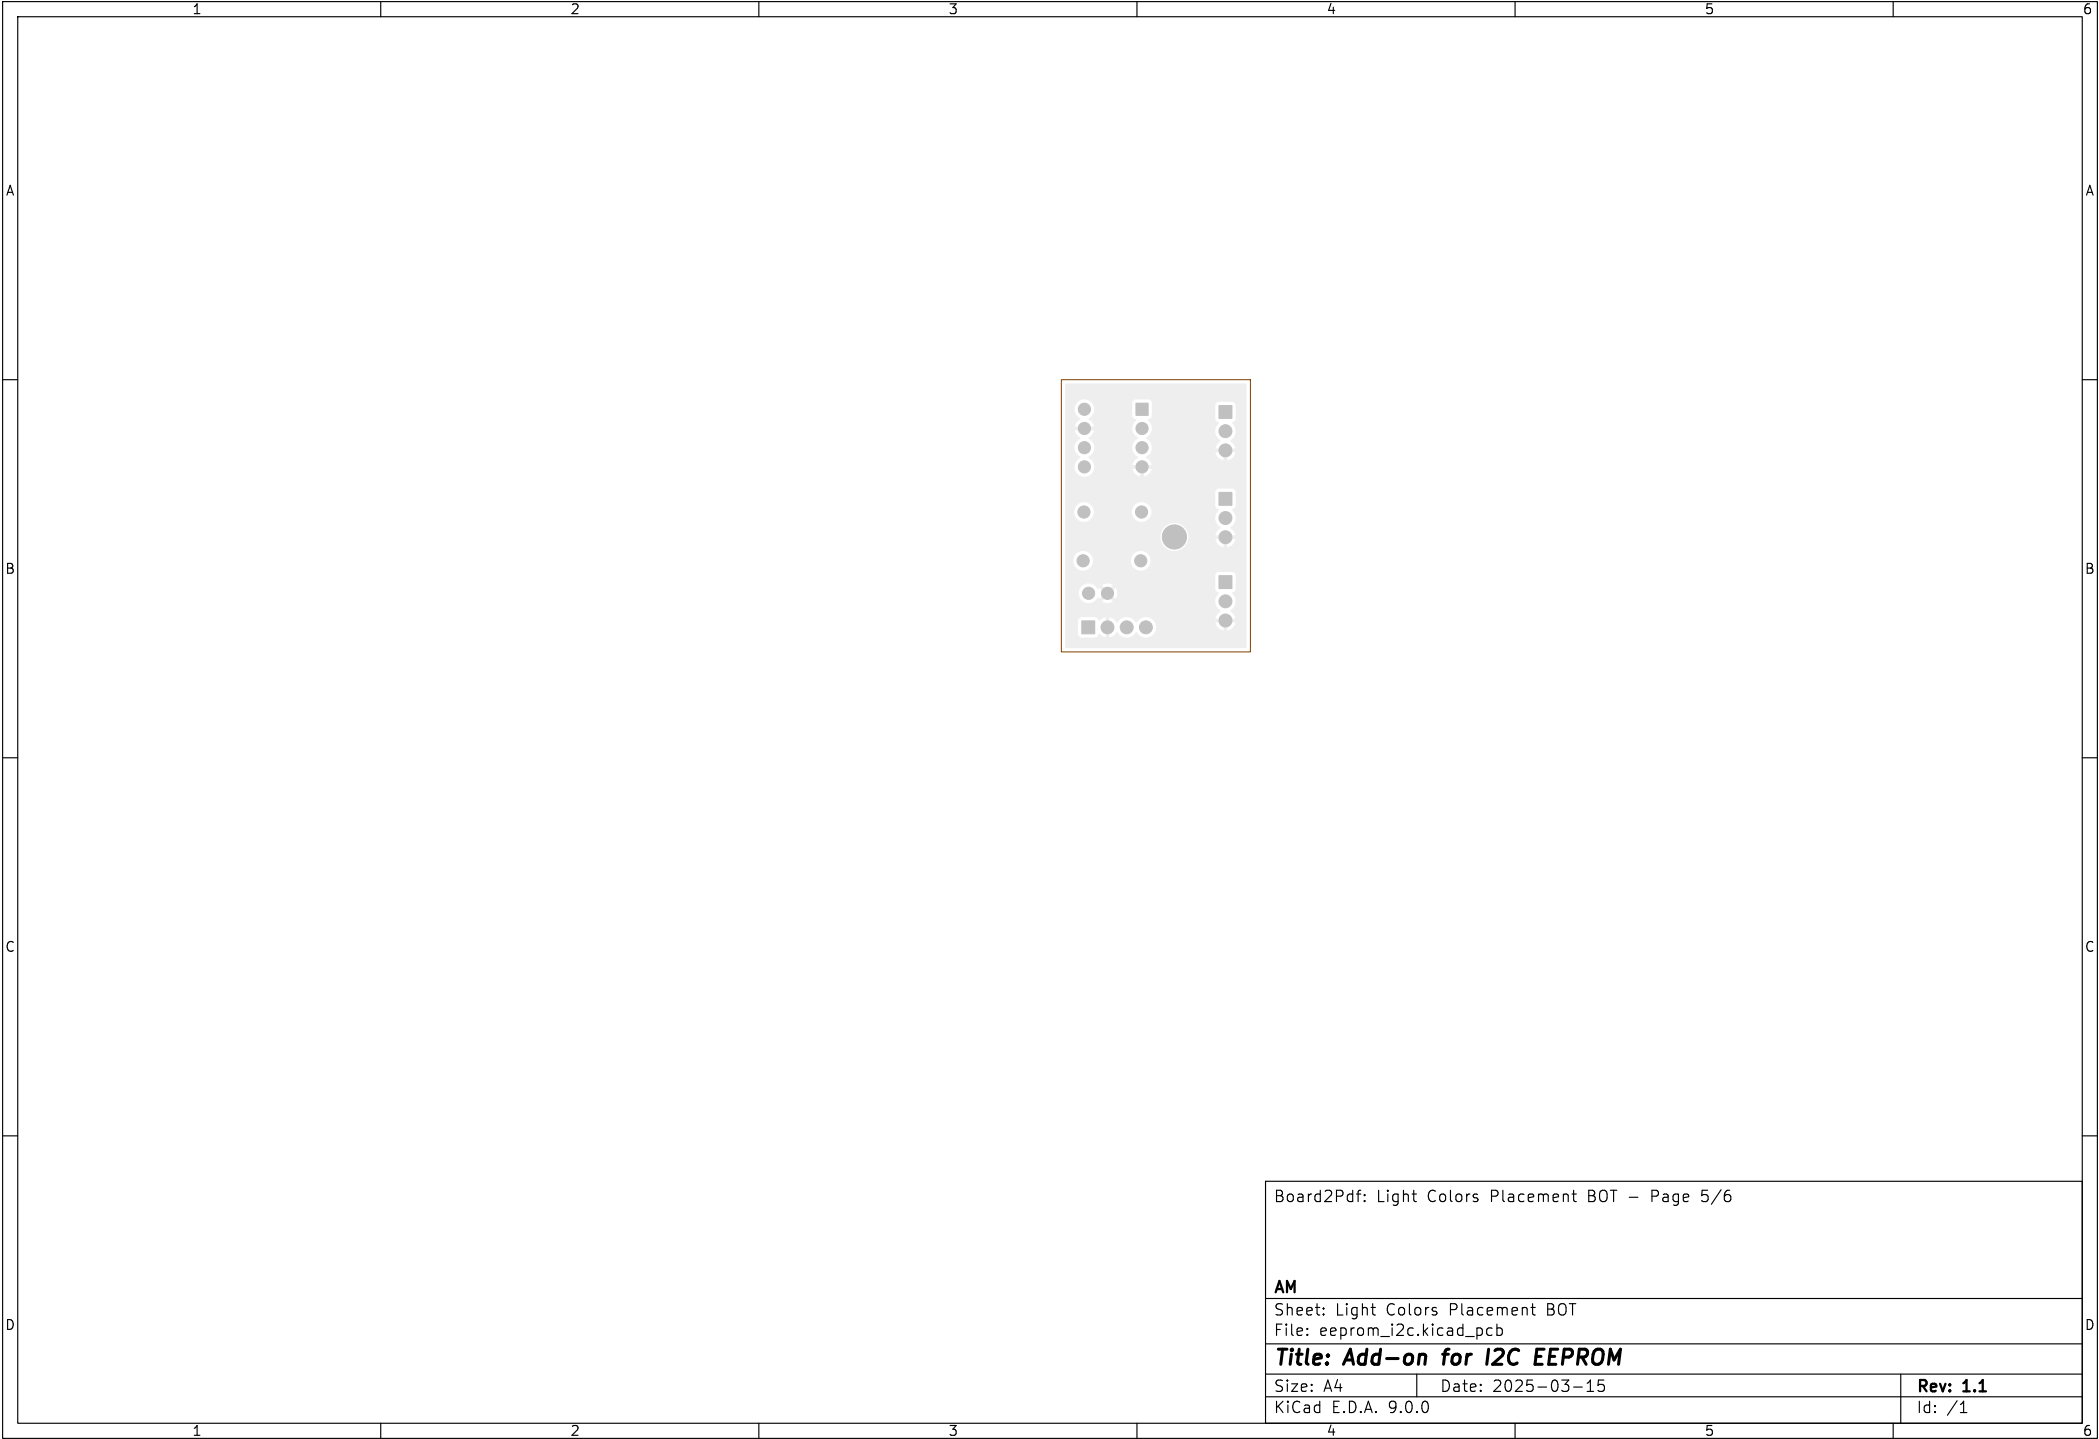 1 2 3 4 5 6
A A
B B
C C
D D
Board2Pdf: Light Colors Placement BOT – Page 5/6
AM
Sheet: Light Colors Placement BOT
File: eeprom_i2c.kicad_pcb
Title: Add–on for I2C EEPROM
Size: A4 Date: 2025–03–15 Rev: 1.1
KiCad E.D.A. 9.0.0 Id: /1
1 2 3 4 5 6